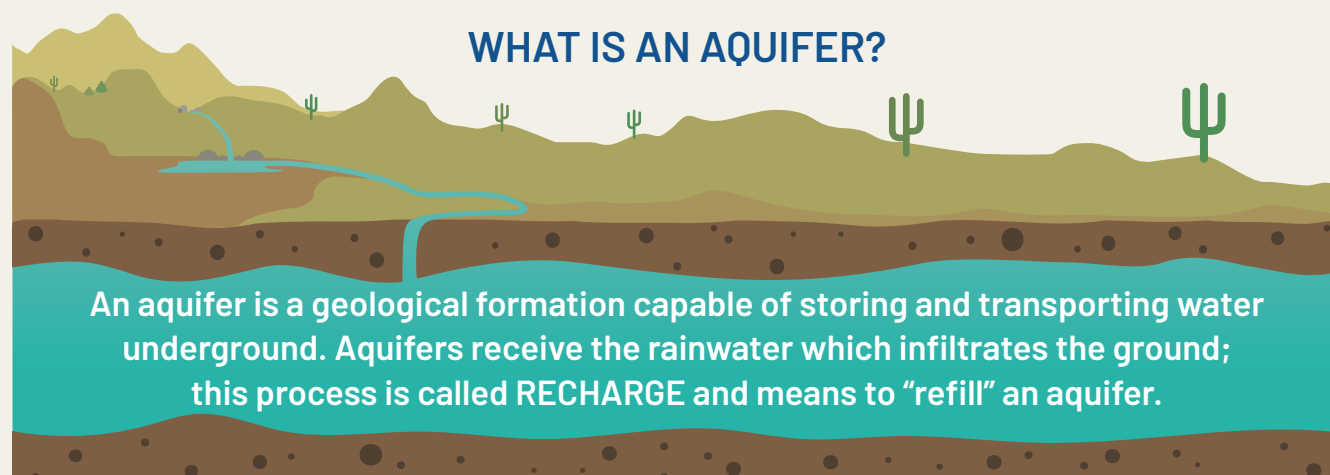 WHAT IS AN AQUIFER?
An aquifer is a geological formation capable of storing and transporting water
underground. Aquifers receive the rainwater which infiltrates the ground;
this process is called RECHARGE and means to “refill” an aquifer.